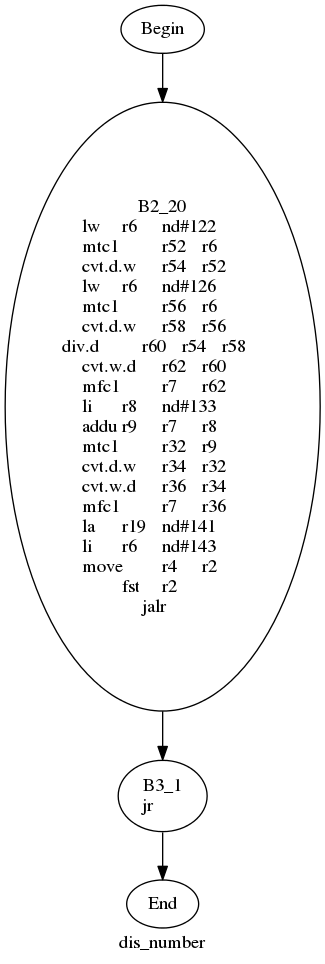 Begin
B2_20
lw r6 nd#122
mtc1 r52 r6
cvt.d.w r54 r52
lw r6 nd#126
mtc1 r56 r6
cvt.d.w r58 r56
div.d r60 r54 r58
cvt.w.d r62 r60
mfc1 r7 r62
li r8 nd#133
addu r9 r7 r8
mtc1 r32 r9
cvt.d.w r34 r32
cvt.w.d r36 r34
mfc1 r7 r36
la r19 nd#141
li r6 nd#143
move r4 r2
fst r2
jalr
B3_1
jr
End
dis_number